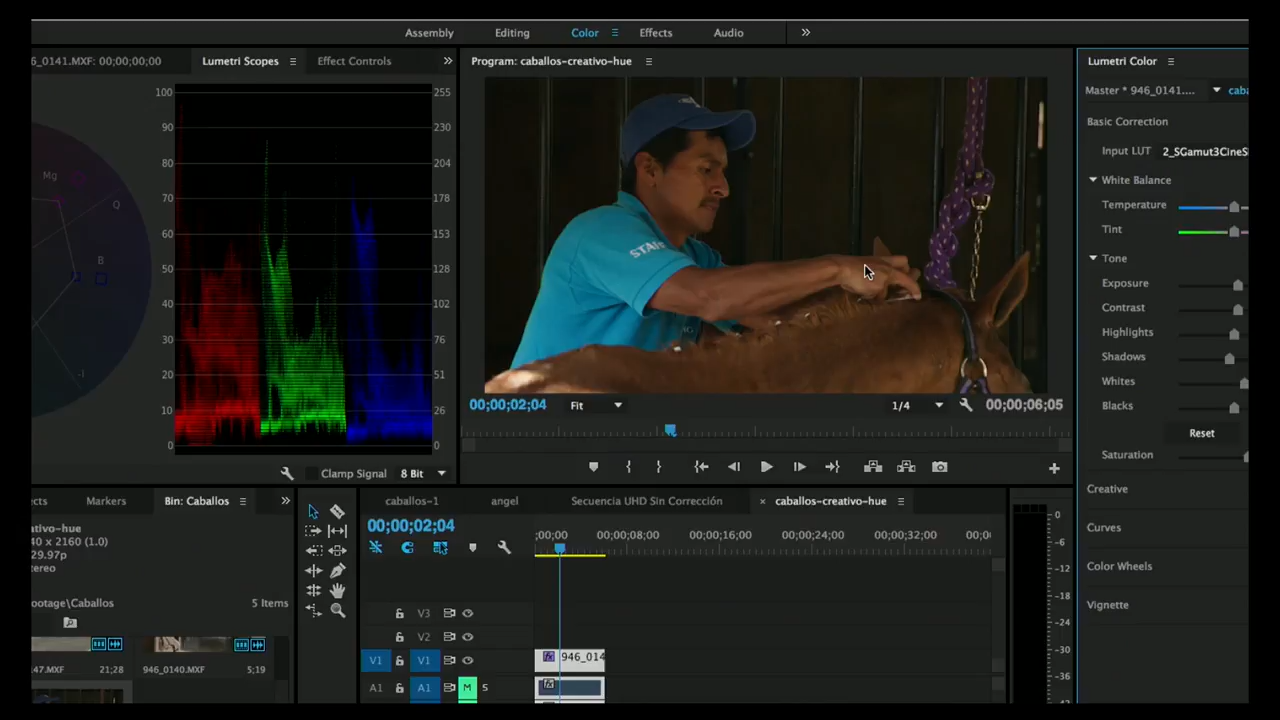 Assembly Editing Color Effects Audio
6_0141.MXF: 00;00;00;00 Lumetri Scopes Effect Controls
Program: caballos-creativo-hue
Lumetri Color
Master * 946_0141....
Basic Correction
Input LUT 2_SGamut3CineS
White Balance
Temperature
Tint
Tone
Exposure
Contrast
Highlights
Shadows
Whites
Blacks
Reset
Saturation
Creative
Curves
Color Wheels
Vignette
Mg
Q
B
-I
100 255
90 230
80 204
70 178
60 153
50 128
40 102
30 76
20 51
10 26
0 0
Clamp Signal 8 Bit
00;00;02;04 Fit 1/4 00;00;06;05
Markers Bin: Caballos
ativo-hue
40 x 2160 (1.0)
29.97p
tereo
ootage\Caballos 5 Items
147.MXF 21;28 946_0140.MXF 5;19
caballos-1 angel Secuencia UHD Sin Corrección × caballos-creativo-hue
00;00;02;04
;00;00 00;00;08;00 00;00;16;00 00;00;24;00 00;00;32;00 00;0
V3
V2
V1 V1 946_014
A1 A1 M S
0
-6
-12
-18
-24
-30
-36